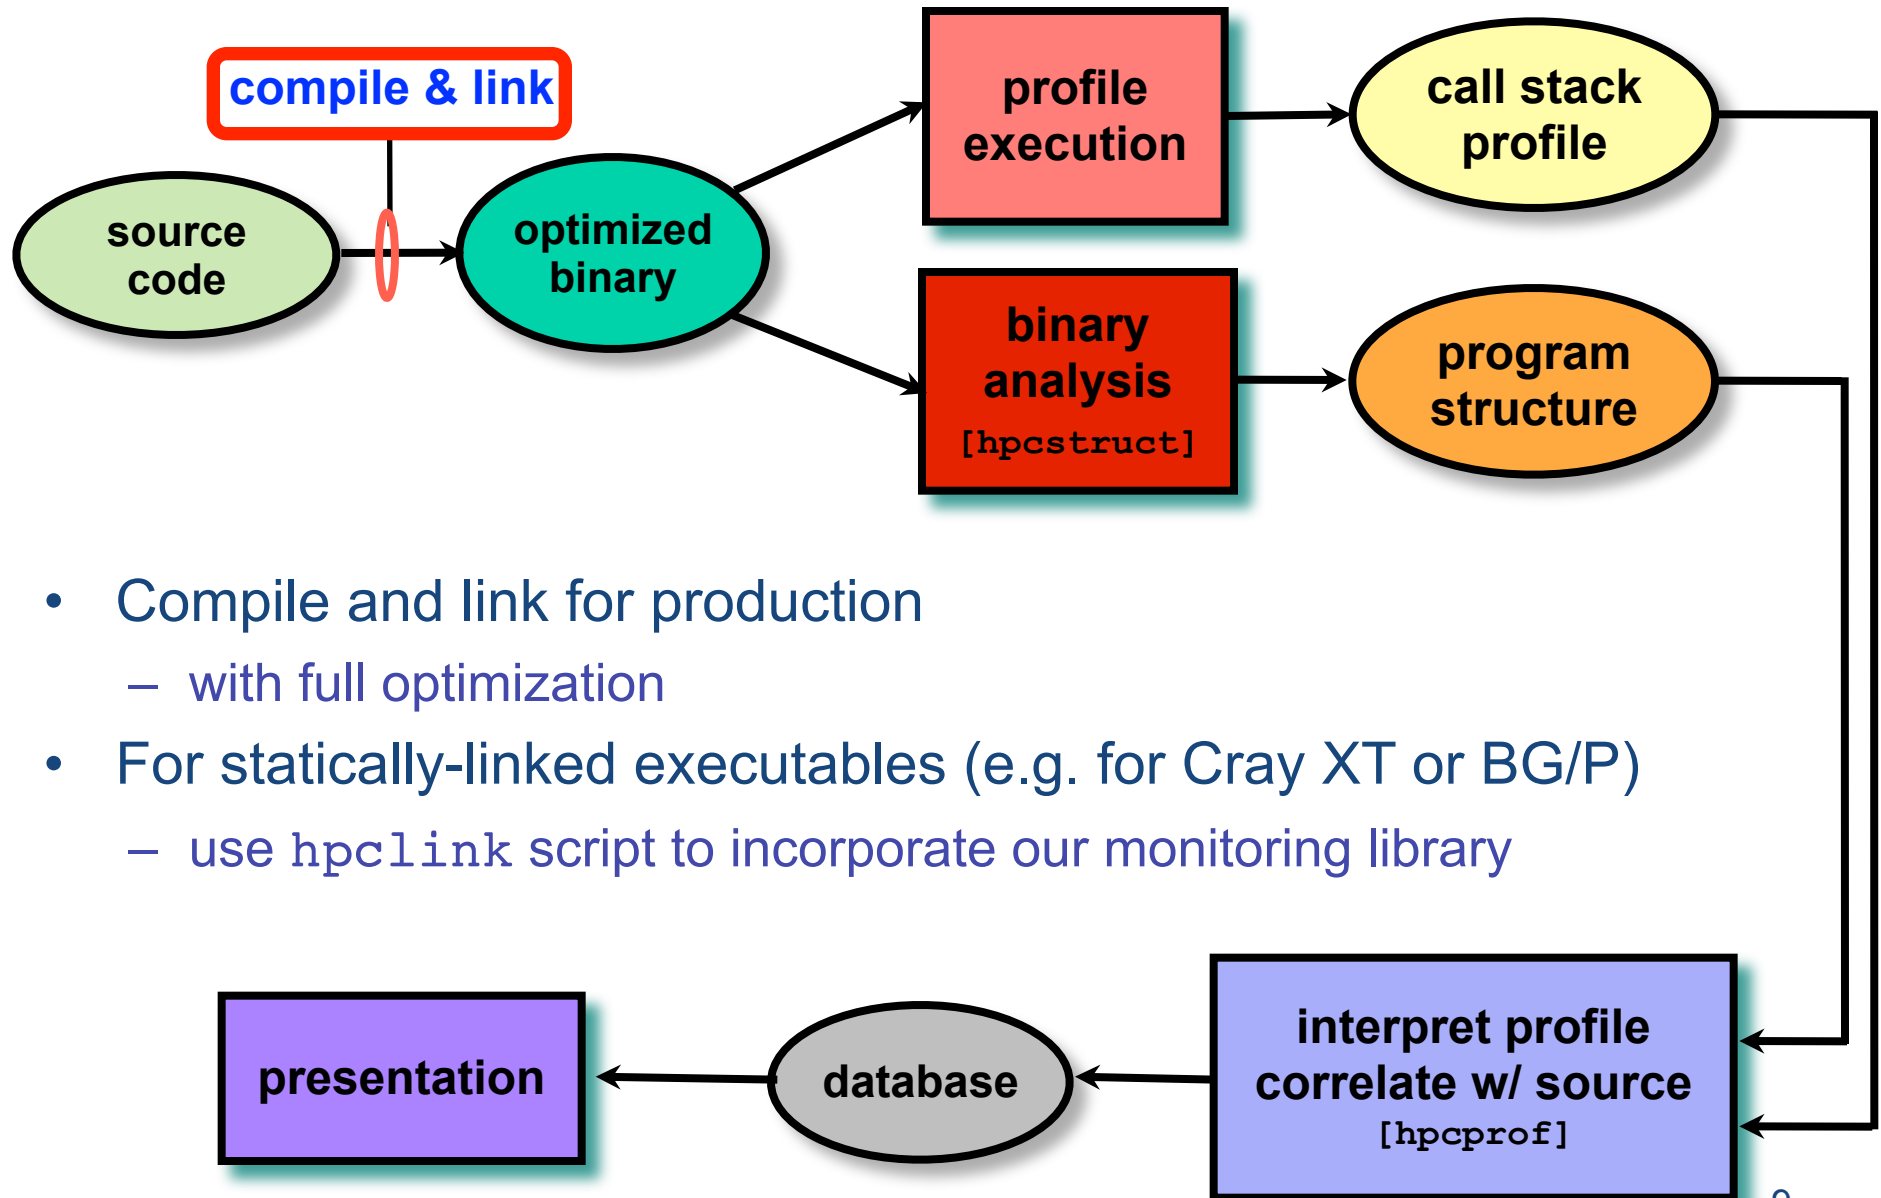 compile & link
profile
execution
call stack
profile
source
code
optimized
binary
binary
analysis
[hpcstruct]
program
structure
• Compile and link for production
– with full optimization
• For statically-linked executables (e.g. for Cray XT or BG/P)
– use hpclink script to incorporate our monitoring library
presentation
database
interpret profile
correlate w/ source
[hpcprof]